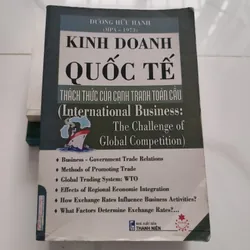 DƯƠNG HỮU HẠNH
(MPA - 1973)
KINH DOANH
QUỐC TẾ
THÁCH THỨC CỦA CẠNH TRANH TOÀN CẦU
(International Business:
The Challenge of
Global Competition)
• Business – Government Trade Relations
• Methods of Promoting Trade
• Global Trading System: WTO
• Effects of Regional Economic Integration
• How Exchange Rates Influence Business Activities?
• What Factors Determine Exchange Rates?...
NHÀ XUẤT BẢN
THANH NIÊN